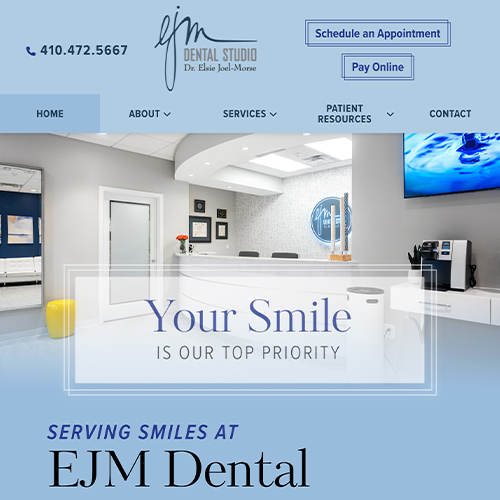 410.472.5667
ejm
DENTAL STUDIO
Dr. Elsie Joel-Morse
Schedule an Appointment
Pay Online
HOME
ABOUT
SERVICES
PATIENT
RESOURCES
CONTACT
ejm
Your Smile
IS OUR TOP PRIORITY
SERVING SMILES AT
EJM Dental